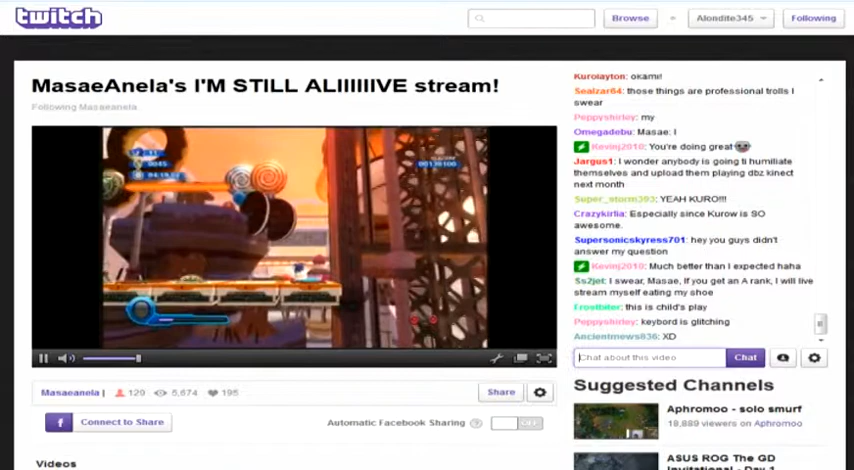 twitch
Browse
Alondite345
Following
MasaeAnela's I'M STILL ALIIIIIIVE stream!
Following Masaeanela
Kurolayton: okami!
Sealzar64: those things are professional trolls I
swear
Peppyshirley: my
Omegadebu: Masae: I
Kevinj2010: You're doing great
Jargus1: I wonder anybody is going ti humiliate
themselves and upload them playing dbz kinect
next month
Super_storm393: YEAH KURO!!!
Crazykirlia: Especially since Kurow is SO
awesome.
Supersonicskyress701: hey you guys didn't
answer my question
Kevinj2010: Much better than I expected haha
Ss2jet: I swear, Masae, If you get an A rank, I will live
stream myself eating my shoe
Frostbiter: this is child's play
Peppyshirley: keybord is glitching
Ancientmews836: XD
Chat about this video
Chat
Masaeanela |
129
5,674
195
Share
f
Connect to Share
Automatic Facebook Sharing
?
OFF
Suggested Channels
Aphromoo - solo smurf
18,889 viewers on Aphromoo
ASUS ROG The GD
Invitational - Day 1
Videos